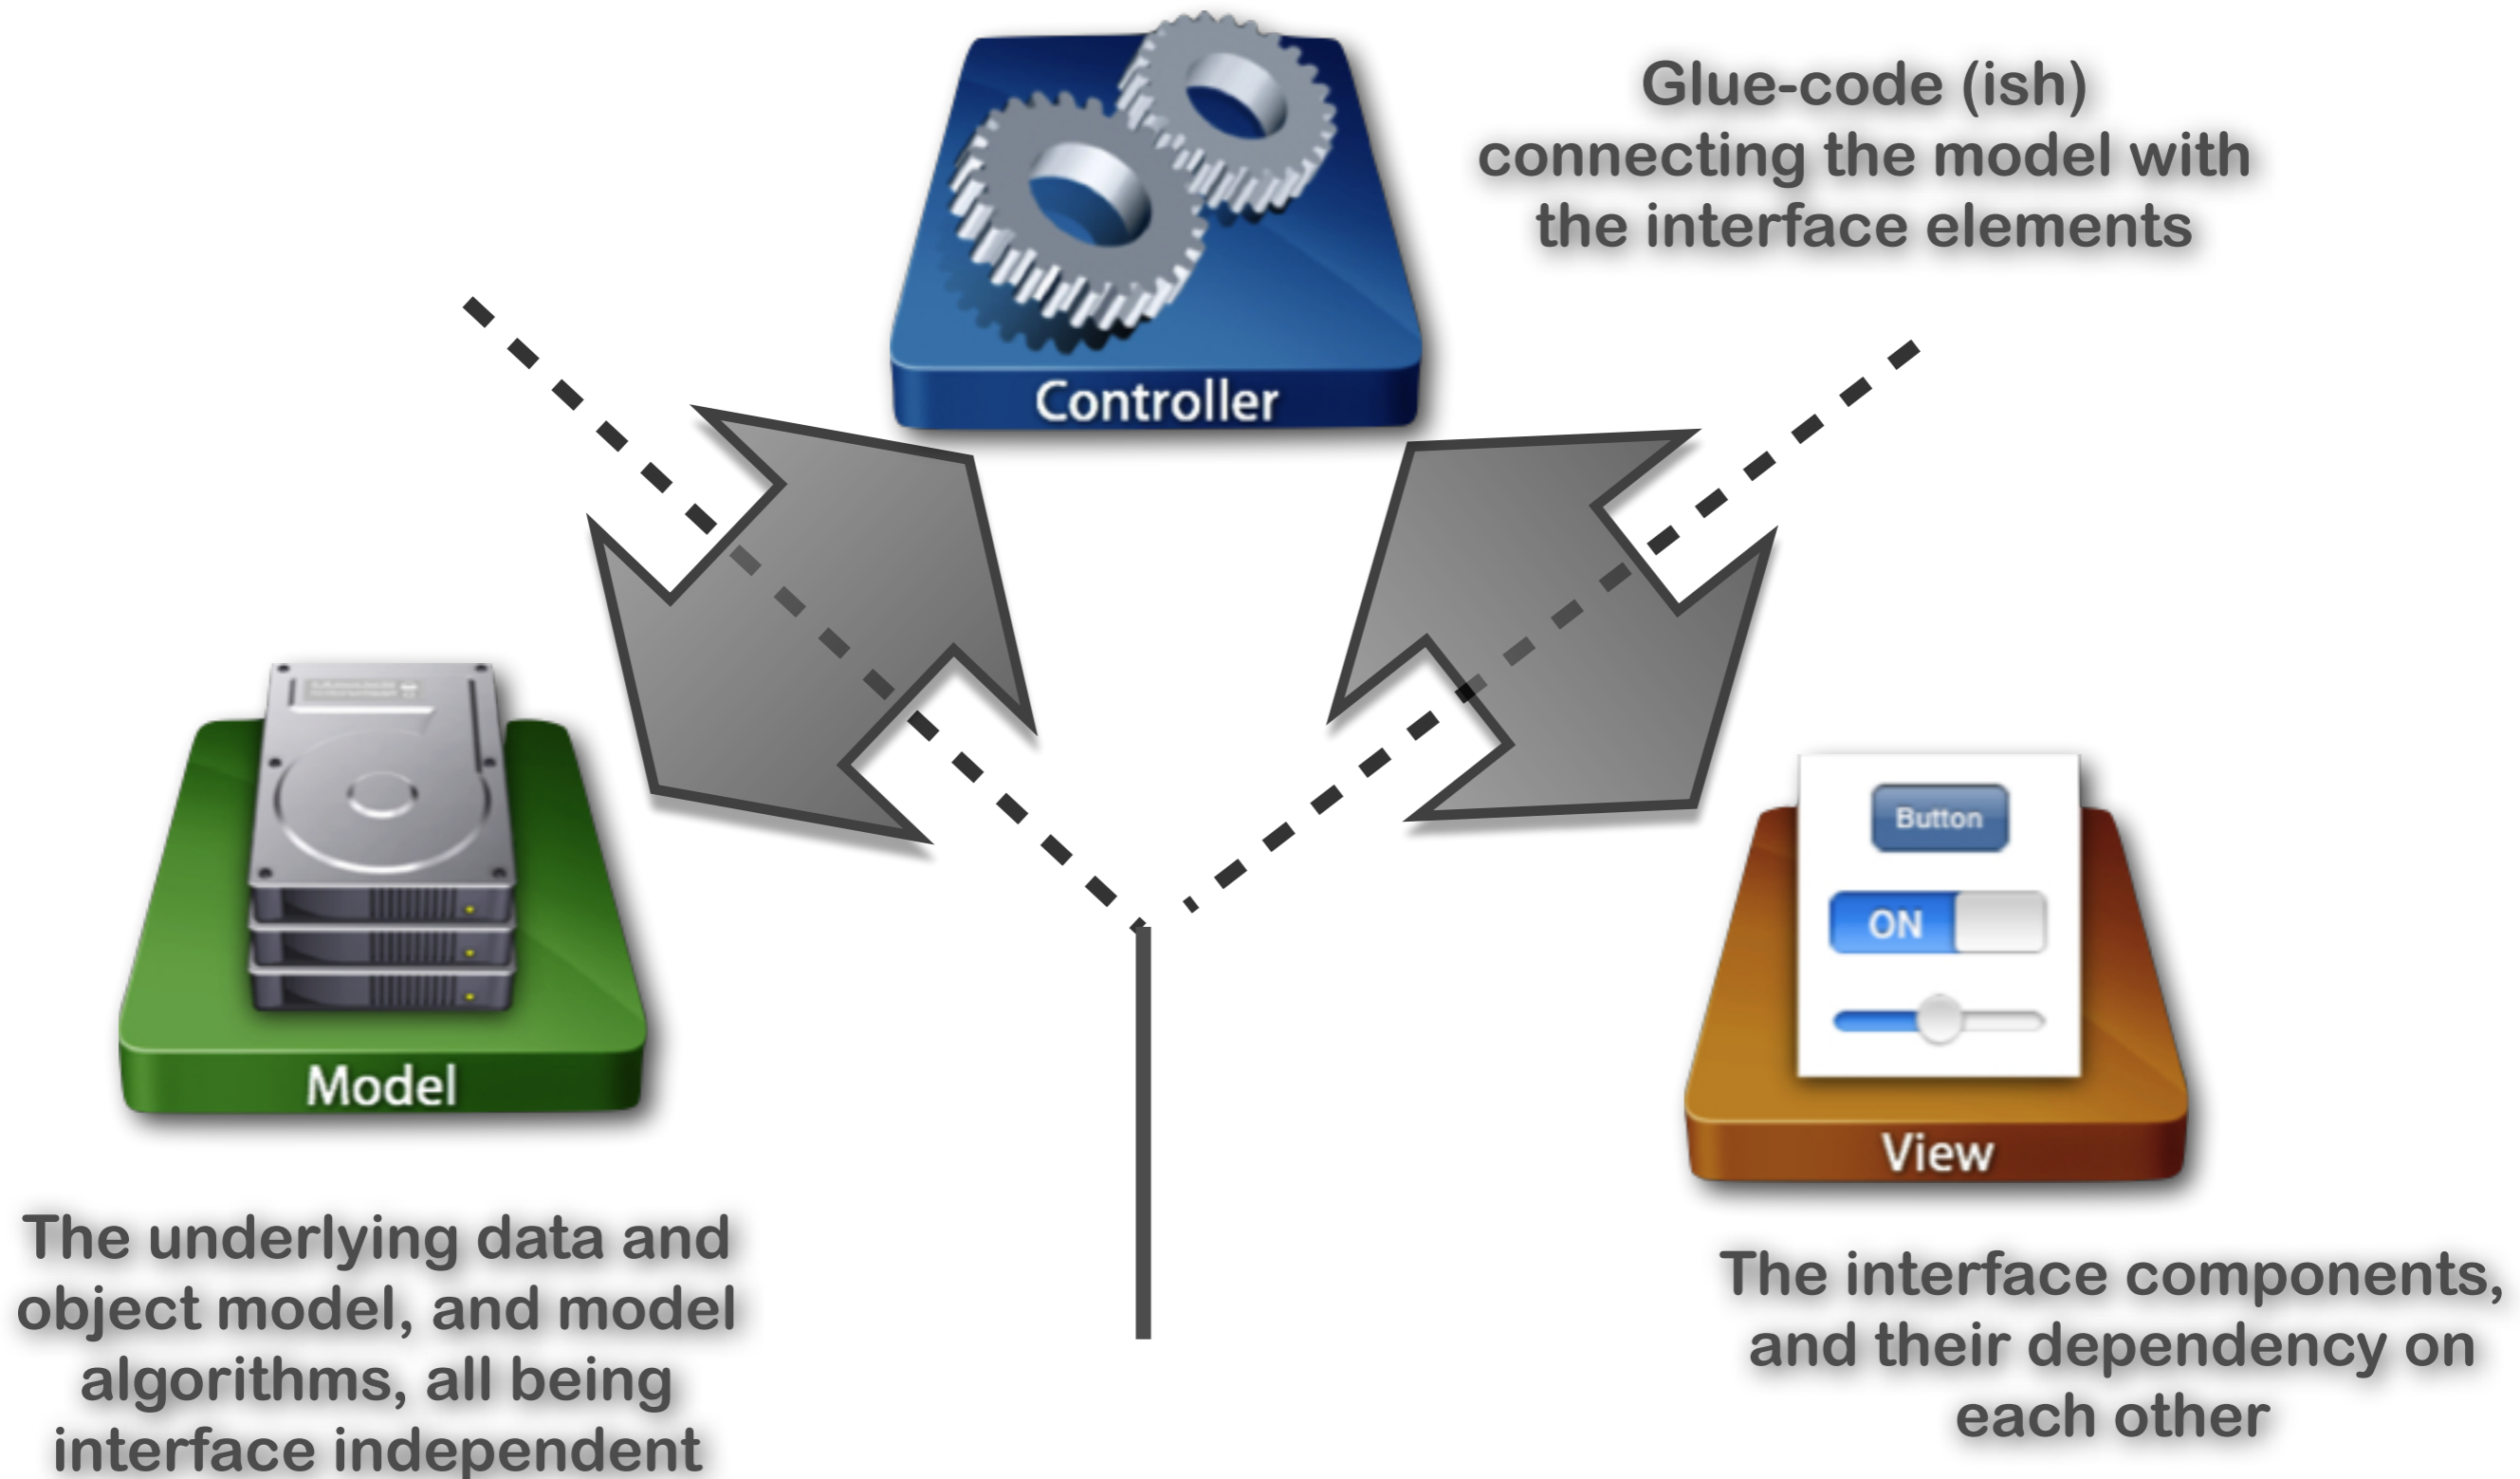 Glue-code (ish)
connecting the model with
the interface elements
Controller
Model
Button
ON
View
The underlying data and
object model, and model
algorithms, all being
interface independent
The interface components,
and their dependency on
each other